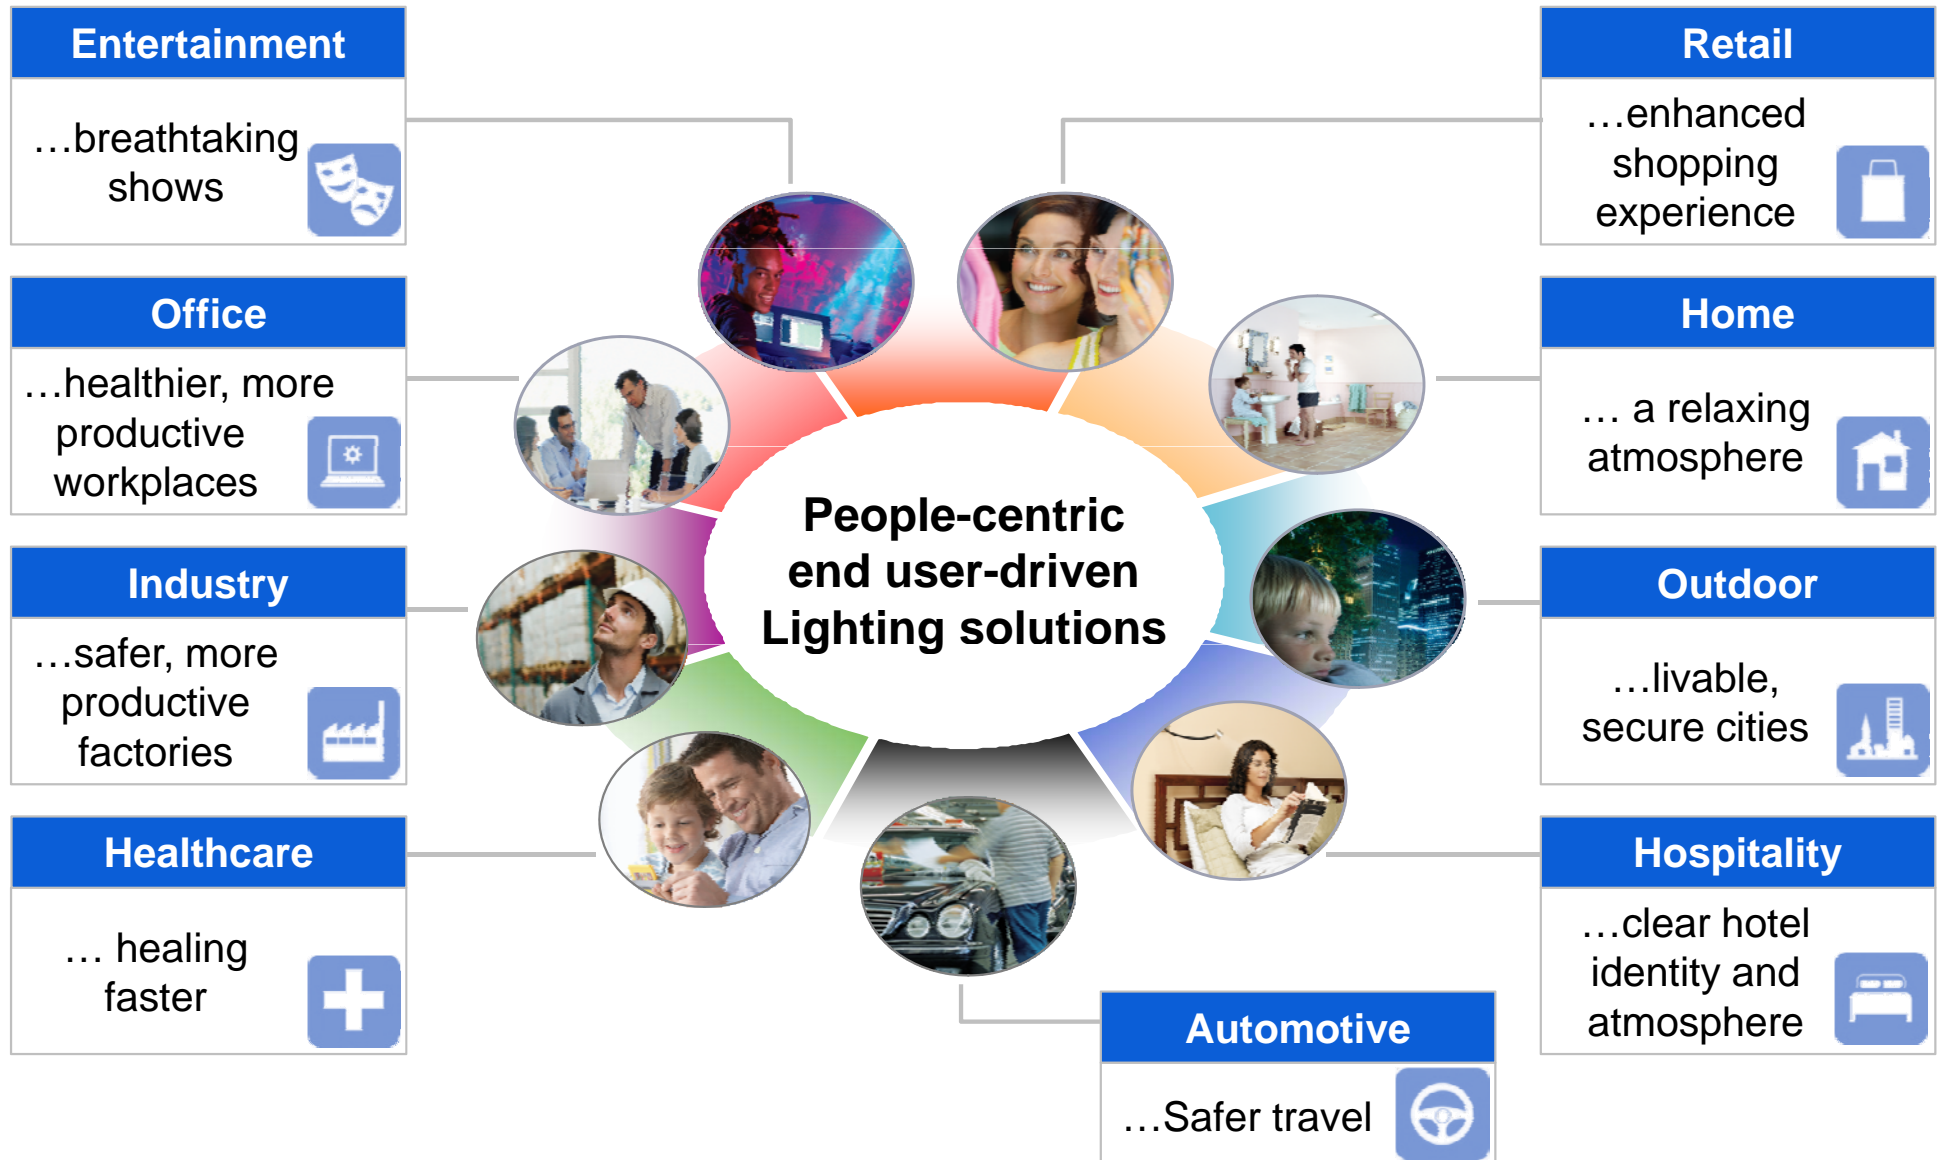 Entertainment
…breathtaking
shows
Office
…healthier, more
productive
workplaces
Industry
…safer, more
productive
factories
Healthcare
… healing
faster
People-centric
end user-driven
Lighting solutions
Retail
…enhanced
shopping
experience
Home
… a relaxing
atmosphere
Outdoor
…livable,
secure cities
Hospitality
…clear hotel
identity and
atmosphere
Automotive
…Safer travel